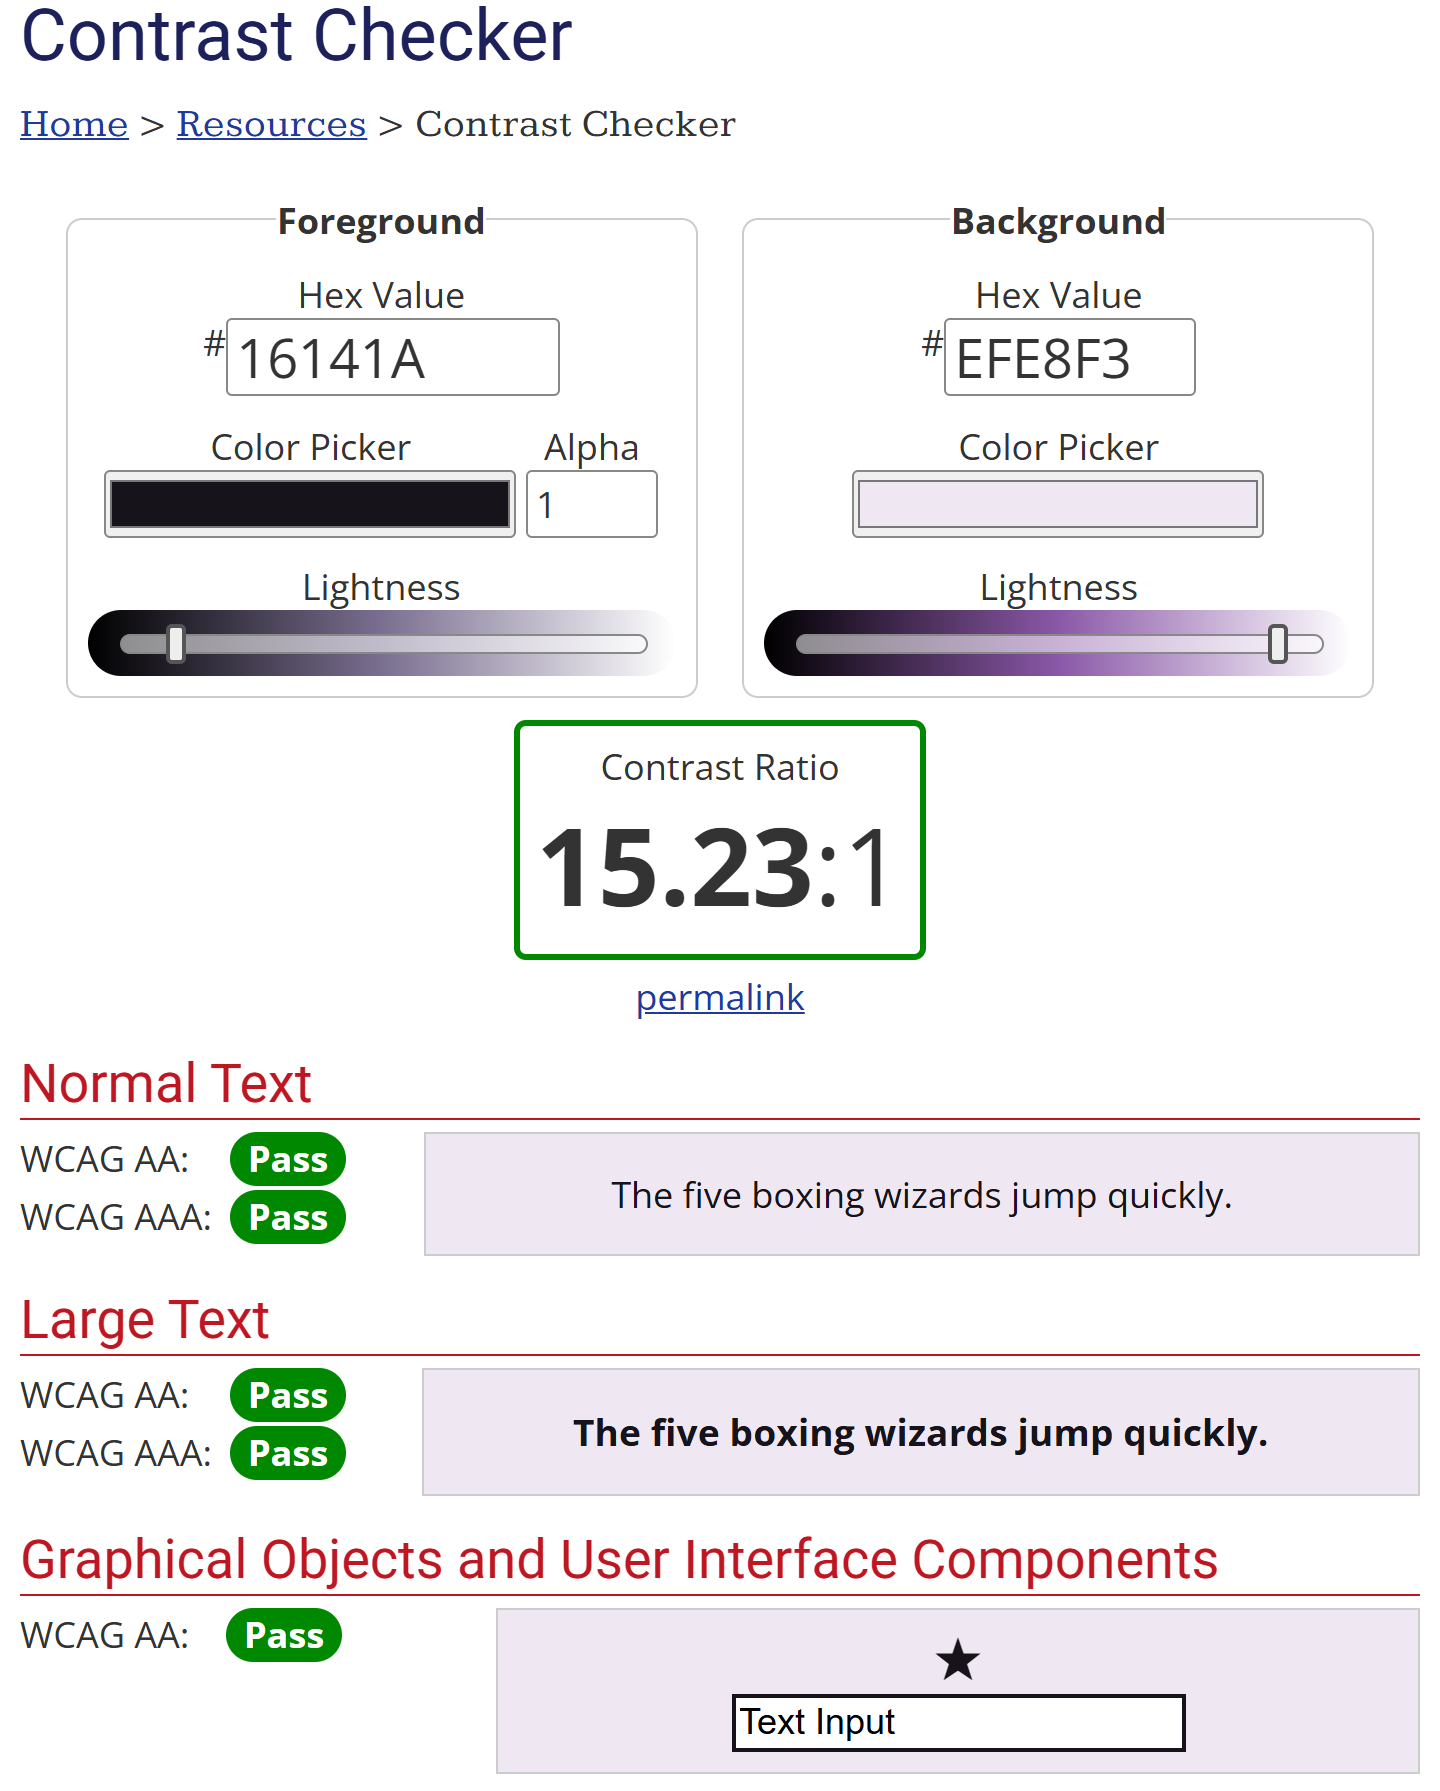 Contrast Checker
Home > Resources > Contrast Checker
Foreground
Hex Value
# 16141A
Color Picker Alpha
1
Lightness
Background
Hex Value
# EFE8F3
Color Picker
Lightness
Contrast Ratio
15.23:1
permalink
Normal Text
WCAG AA: Pass
WCAG AAA: Pass
The five boxing wizards jump quickly.
Large Text
WCAG AA: Pass
WCAG AAA: Pass
The five boxing wizards jump quickly.
Graphical Objects and User Interface Components
WCAG AA: Pass
Text Input